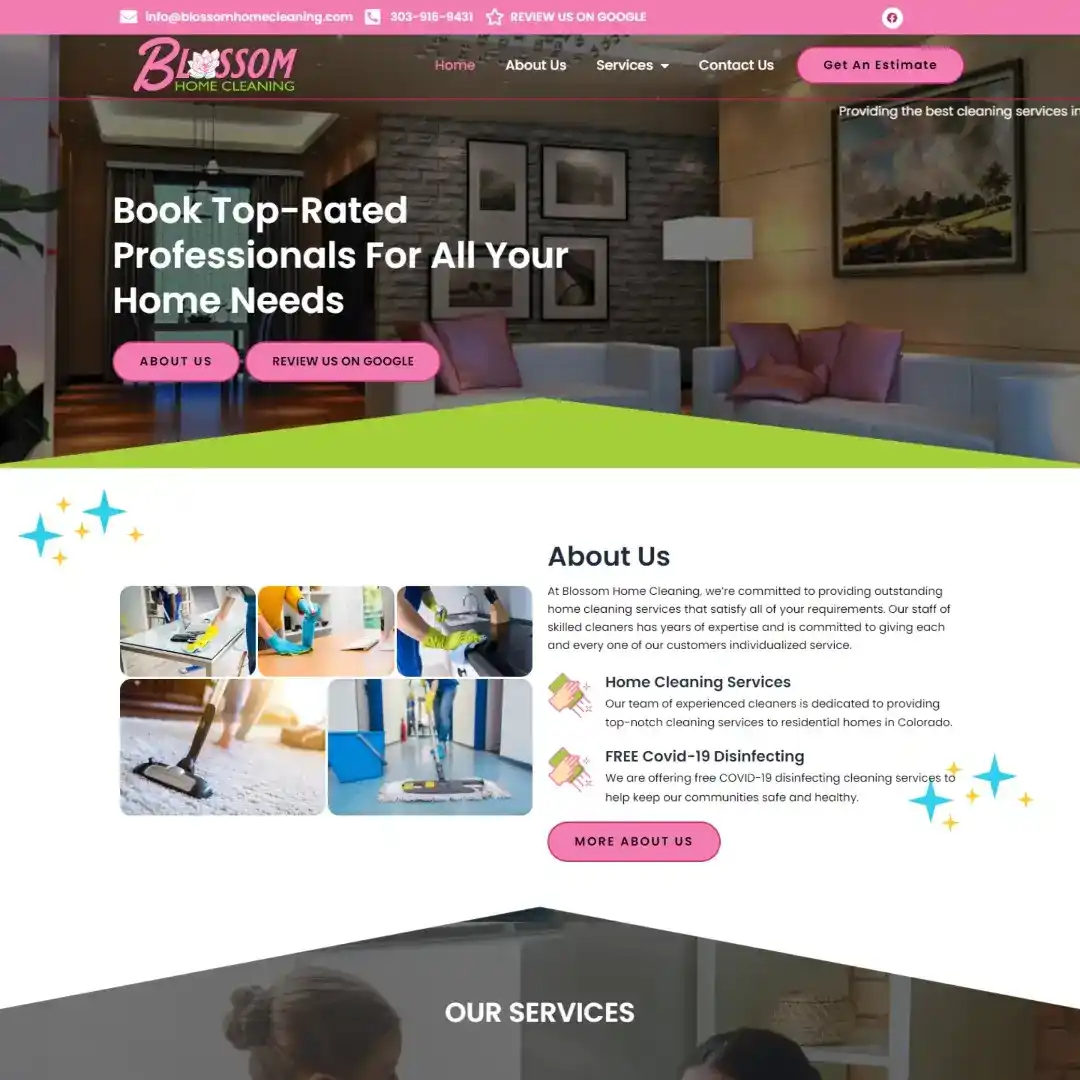 info@blossomhomecleaning.com 303-916-9431 REVIEW US ON GOOGLE
BLOSSOM
HOME CLEANING
Home About Us Services Contact Us Get An Estimate
Providing the best cleaning services in
Book Top-Rated
Professionals For All Your
Home Needs
ABOUT US REVIEW US ON GOOGLE
About Us
At Blossom Home Cleaning, we're committed to providing outstanding
home cleaning services that satisfy all of your requirements. Our staff of
skilled cleaners has years of expertise and is committed to giving each
and every one of our customers individualized service.
Home Cleaning Services
Our team of experienced cleaners is dedicated to providing
top-notch cleaning services to residential homes in Colorado.
FREE Covid-19 Disinfecting
We are offering free COVID-19 disinfecting cleaning services to
help keep our communities safe and healthy.
MORE ABOUT US
OUR SERVICES